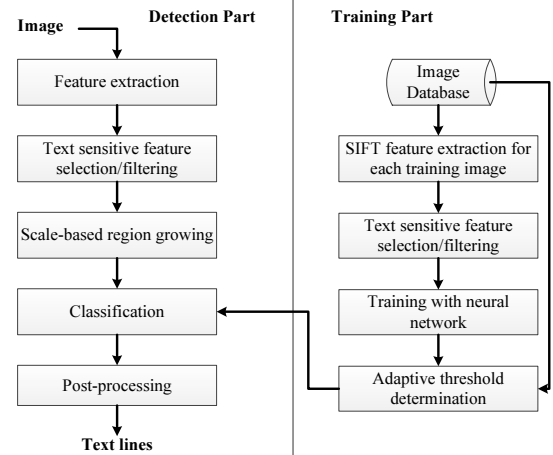 Detection Part
Image
Feature extraction
Text sensitive feature
selection/filtering
Scale-based region growing
Classification
Post-processing
Text lines
Training Part
Image
Database
SIFT feature extraction for
each training image
Text sensitive feature
selection/filtering
Training with neural
network
Adaptive threshold
determination